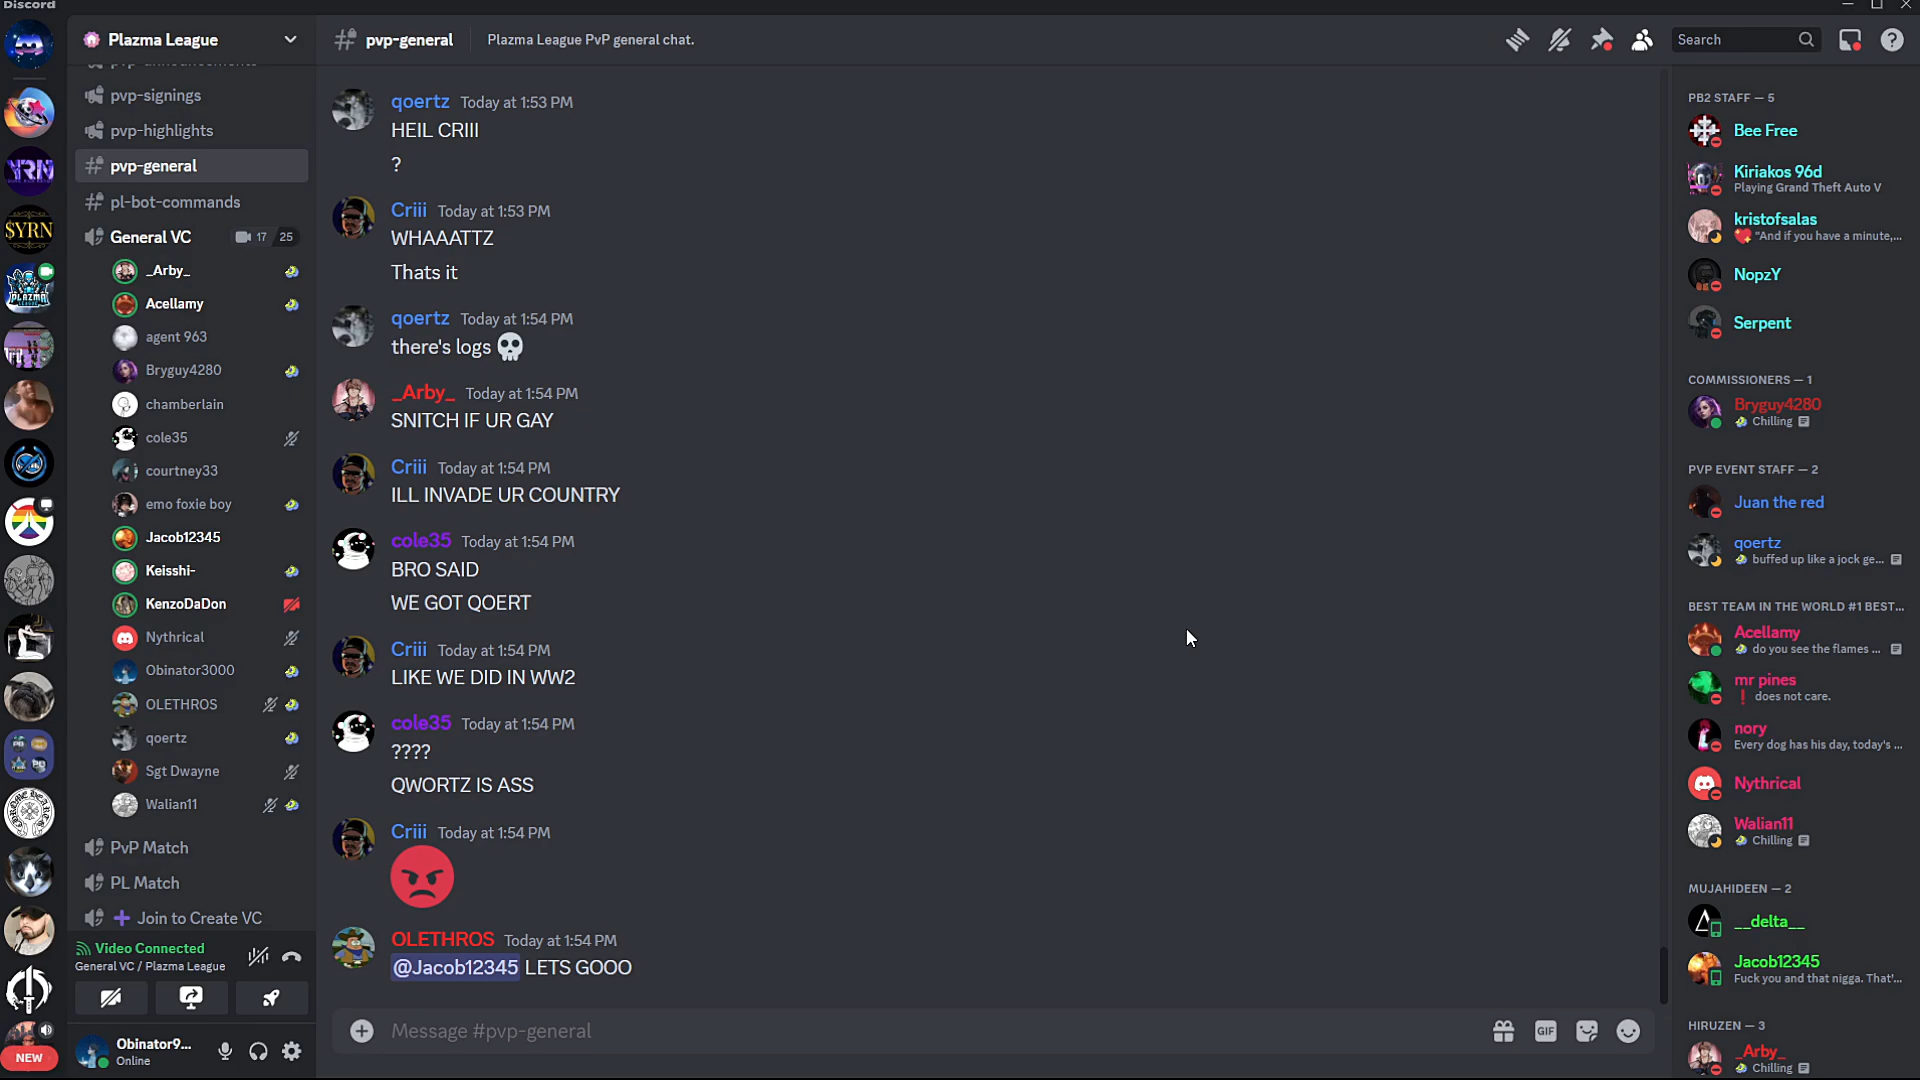 Discord
Plazma League
pvp-announcements
pvp-signings
pvp-highlights
pvp-general
pl-bot-commands
General VC 17 25
_Arby_
Acellamy
agent 963
Bryguy4280
chamberlain
cole35
courtney33
emo foxie boy
Jacob12345
Keisshi-
KenzoDaDon
Nythrical
Obinator3000
OLETHROS
qoertz
Sgt Dwayne
Walian11
PvP Match
PL Match
Join to Create VC
Video Connected
General VC / Plazma League
Obinator9...
Online
YRN
$YRN
PLAZMA
NEW
pvp-general Plazma League PvP general chat.
Search
qoertz Today at 1:53 PM
HEIL CRIII
?
Criii Today at 1:53 PM
WHAAATTZ
Thats it
qoertz Today at 1:54 PM
there's logs 💀
_Arby_ Today at 1:54 PM
SNITCH IF UR GAY
Criii Today at 1:54 PM
ILL INVADE UR COUNTRY
cole35 Today at 1:54 PM
BRO SAID
WE GOT QOERT
Criii Today at 1:54 PM
LIKE WE DID IN WW2
cole35 Today at 1:54 PM
????
QWORTZ IS ASS
Criii Today at 1:54 PM
😡
OLETHROS Today at 1:54 PM
@Jacob12345 LETS GOOO
Message #pvp-general
GIF
PB2 STAFF — 5
Bee Free
Kiriakos 96d
Playing Grand Theft Auto V
kristofsalas
💖 "And if you have a minute,...
NopzY
Serpent
COMMISSIONERS — 1
Bryguy4280
Chilling
PVP EVENT STAFF — 2
Juan the red
qoertz
buffed up like a jock ge...
BEST TEAM IN THE WORLD #1 BEST...
Acellamy
do you see the flames ...
mr pines
❗ does not care.
nory
Every dog has his day, today's ...
Nythrical
Walian11
Chilling
MUJAHIDEEN — 2
__delta__
Jacob12345
Fuck you and that nigga. That'...
HIRUZEN — 3
_Arby_
Chilling